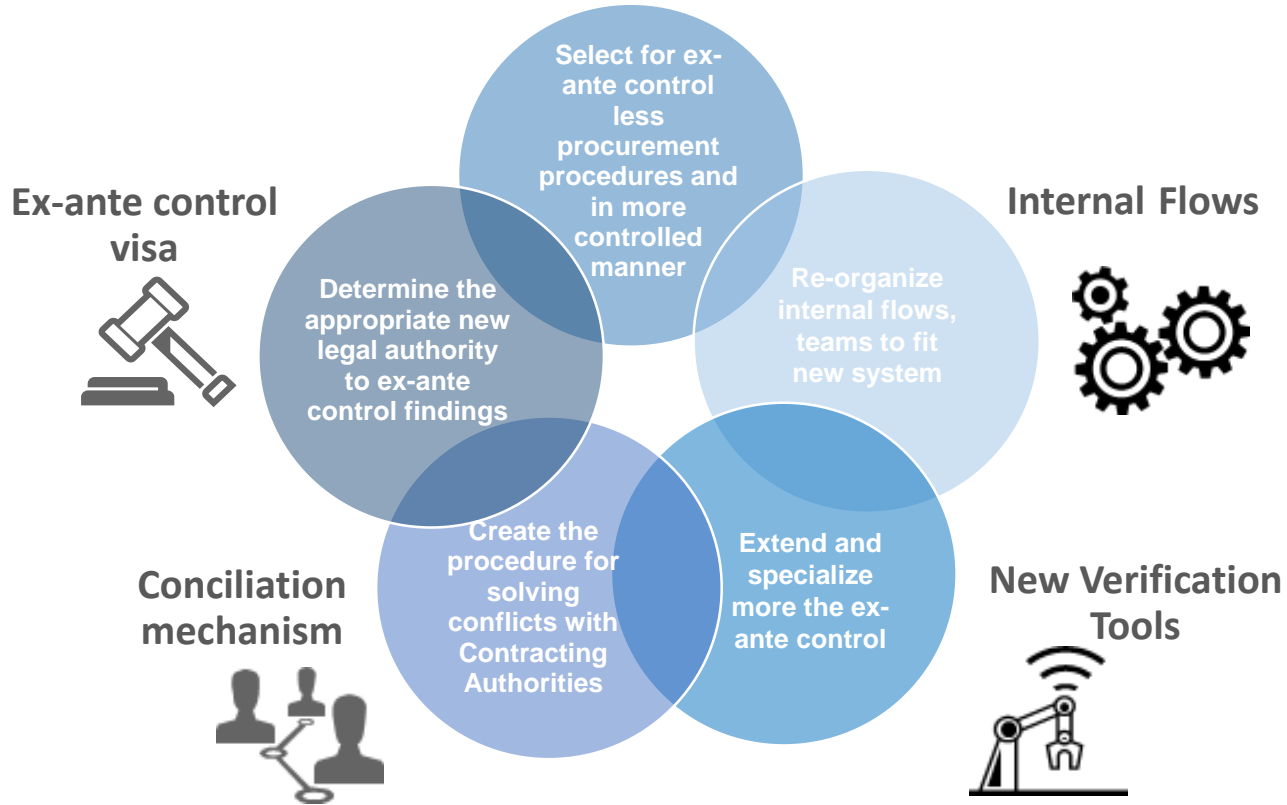 Select for ex-
ante control
less
procurement
procedures and
in more
controlled
manner
Ex-ante control
visa
Internal Flows
Determine the
appropriate new
legal authority
to ex-ante
control findings
Re-organize
internal flows,
teams to fit
new system
Conciliation
mechanism
Create the
procedure for
solving
conflicts with
Contracting
Authorities
Extend and
specialize
more the ex-
ante control
New Verification
Tools